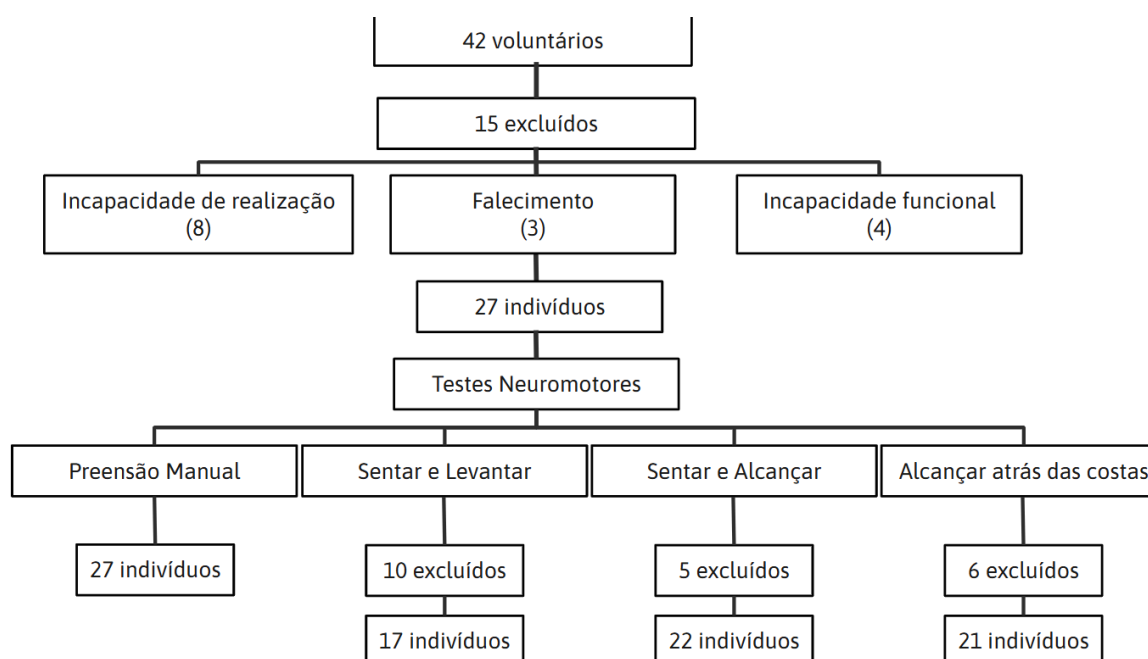 42 voluntários
15 excluídos
Incapacidade de realização
(8)
Falecimento
(3)
Incapacidade funcional
(4)
27 indivíduos
Testes Neuromotores
Preensão Manual
Sentar e Levantar
Sentar e Alcançar
Alcançar atrás das costas
27 indivíduos
10 excluídos
5 excluídos
6 excluídos
17 indivíduos
22 indivíduos
21 indivíduos